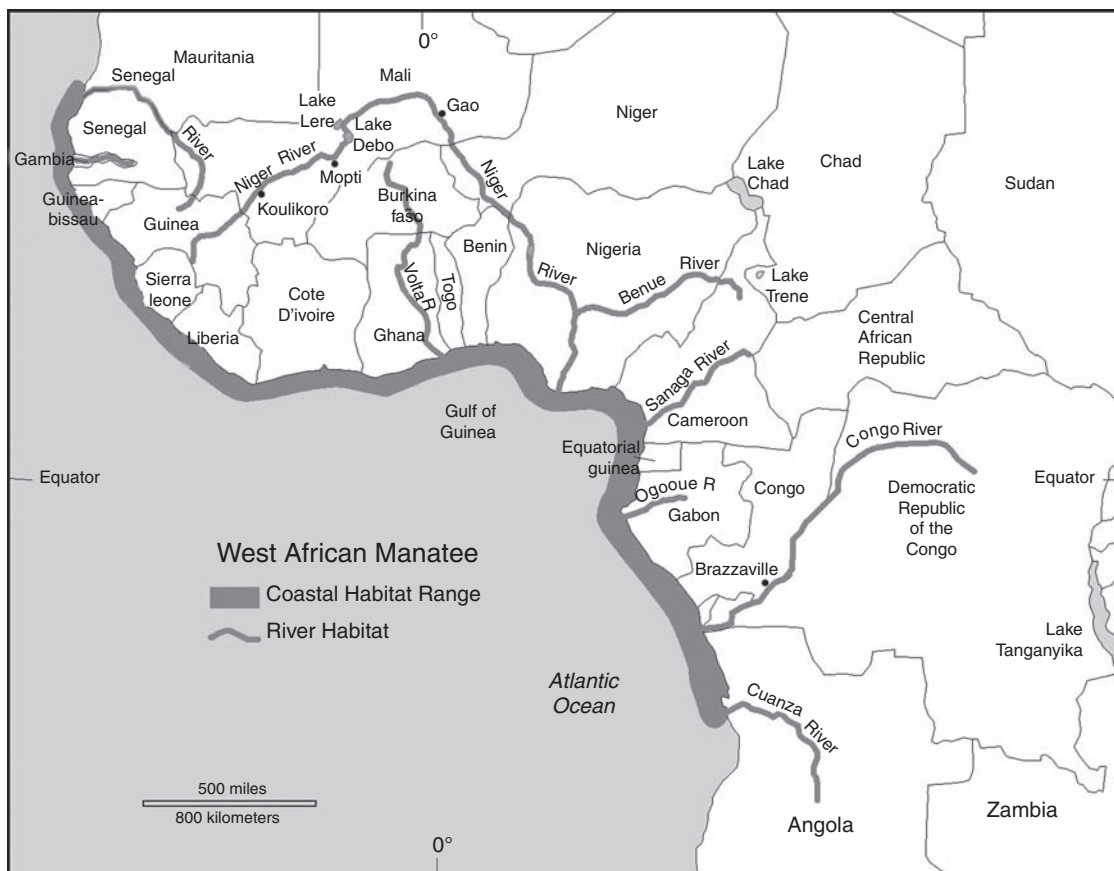 0°
Mauritania
Senegal
River
Mali
Lake
Lere
Lake
Debo
Gao
Niger
Niger
River
Lake
Chad
Chad
Sudan
Senegal
Gambia
Guinea-
bissau
Guinea
Niger River
Koulikoro
Mopti
Burkina
faso
Benin
Nigeria
River
Benue
River
Lake
Trene
Sierra
leone
Liberia
Cote
D'ivoire
Volta R
Togo
Ghana
Central
African
Republic
Sanaga River
Cameroon
Gulf of
Guinea
Equatorial
guinea
Congo River
Equator
Equator
Ogooue R
Gabon
Congo
Democratic
Republic
of the
Congo
Brazzaville
West African Manatee
Coastal Habitat Range
River Habitat
Lake
Tanganyika
Atlantic
Ocean
Cuanza
River
500 miles
800 kilometers
Angola
Zambia
0°